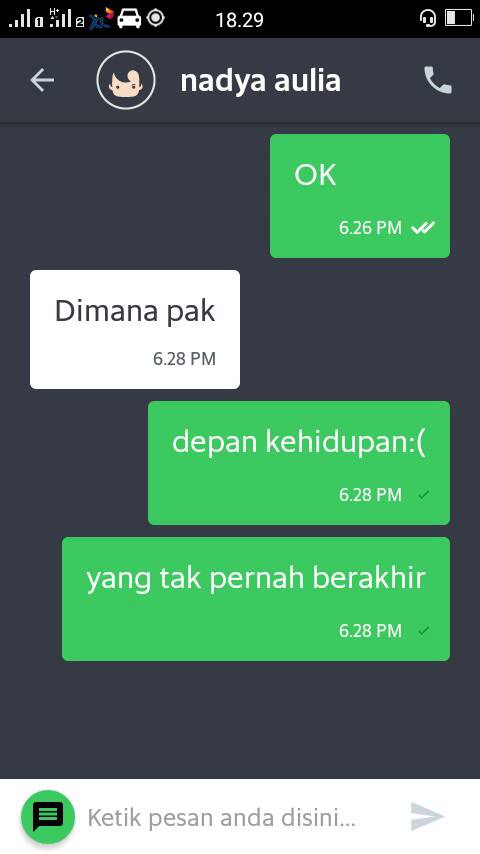 18.29
nadya aulia
OK
6.26 PM
Dimana pak
6.28 PM
depan kehidupan:(
6.28 PM
yang tak pernah berakhir
6.28 PM
Ketik pesan anda disini...